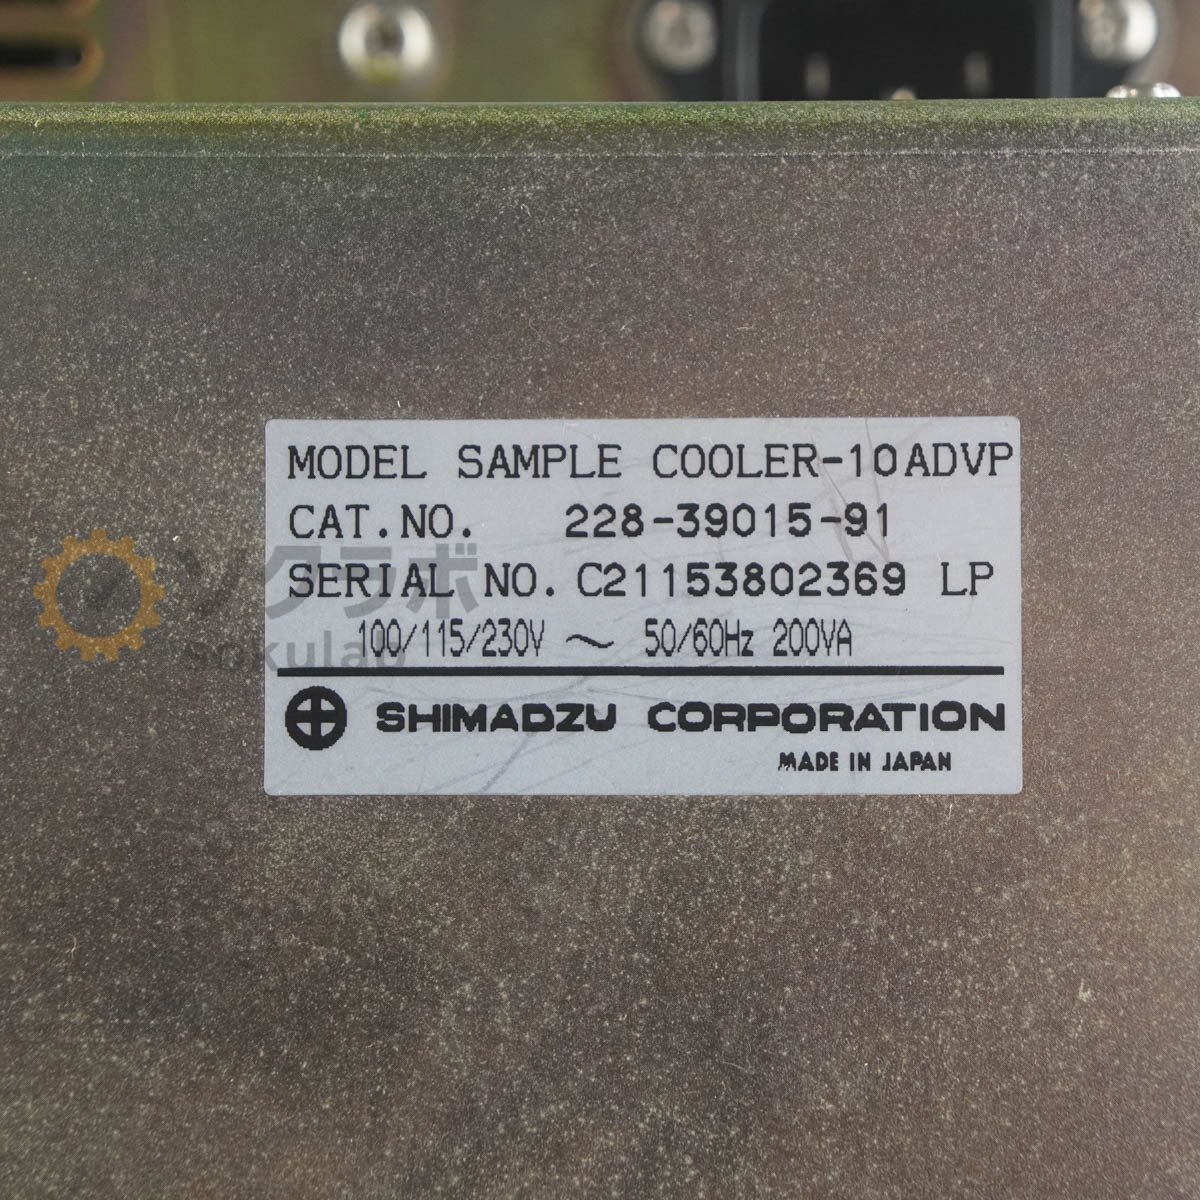 MODEL SAMPLE COOLER-10ADVP
CAT.NO. 228-39015-91
SERIAL NO. C21153802369 LP
100/115/230V ~ 50/60Hz 200VA
SHIMADZU CORPORATION
MADE IN JAPAN
ソクラボ
sokulab